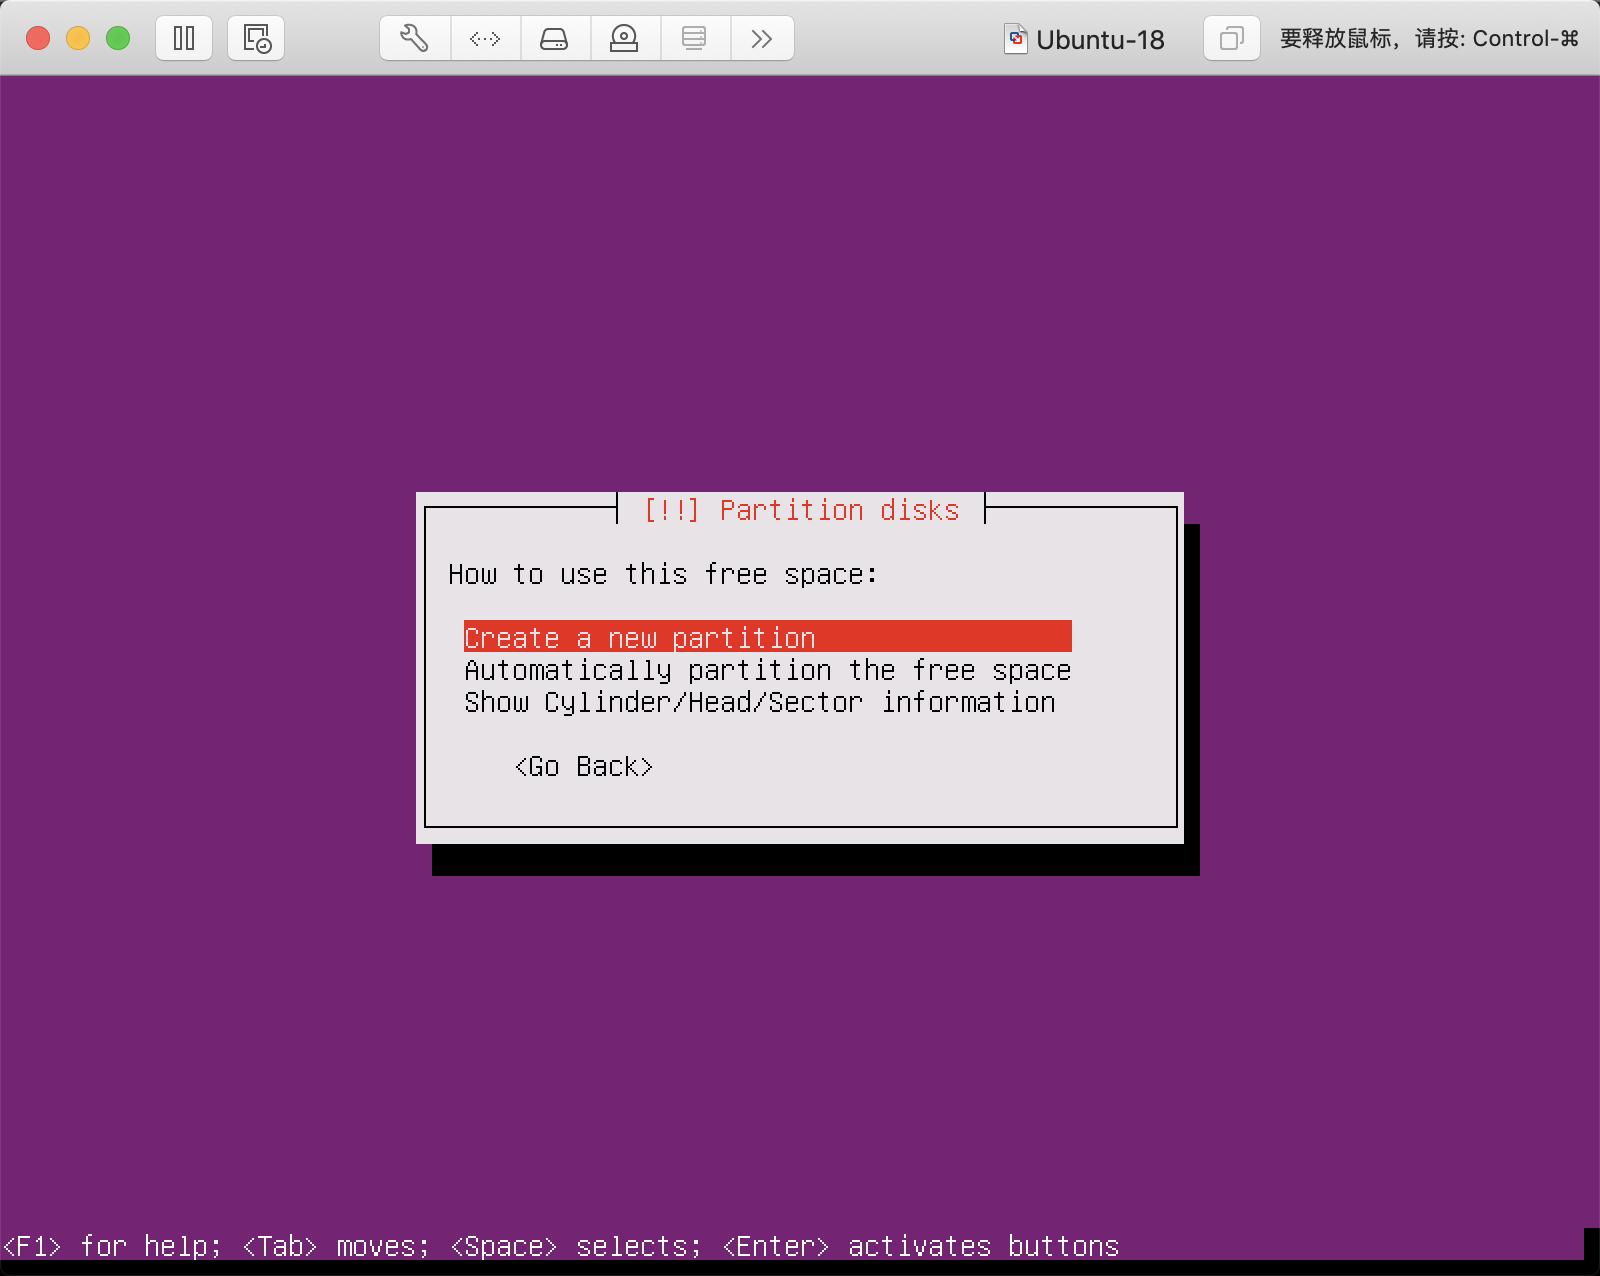 Ubuntu-18
要释放鼠标，请按: Control-⌘
[!!] Partition disks
How to use this free space:
Create a new partition
Automatically partition the free space
Show Cylinder/Head/Sector information
<Go Back>
<F1> for help; <Tab> moves; <Space> selects; <Enter> activates buttons